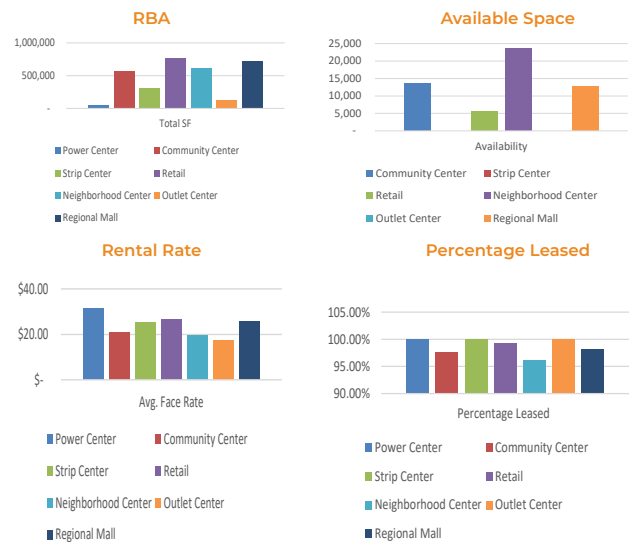 RBA
1,000,000
500,000
-
Total SF
Power Center
Community Center
Strip Center
Retail
Neighborhood Center
Outlet Center
Regional Mall
Available Space
25,000
20,000
15,000
10,000
5,000
-
Availability
Community Center
Strip Center
Retail
Neighborhood Center
Outlet Center
Regional Mall
Rental Rate
$40.00
$20.00
$-
Avg. Face Rate
Power Center
Community Center
Strip Center
Retail
Neighborhood Center
Outlet Center
Regional Mall
Percentage Leased
105.00%
100.00%
95.00%
90.00%
Percentage Leased
Power Center
Community Center
Strip Center
Retail
Neighborhood Center
Outlet Center
Regional Mall